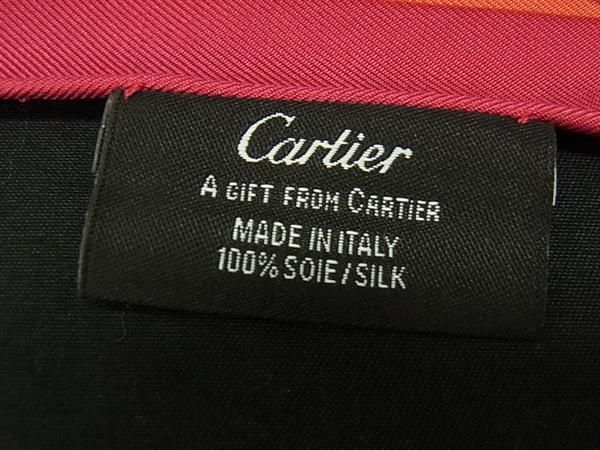 Cartier
A GIFT FROM CARTIER
MADE IN ITALY
100% SOIE/SILK